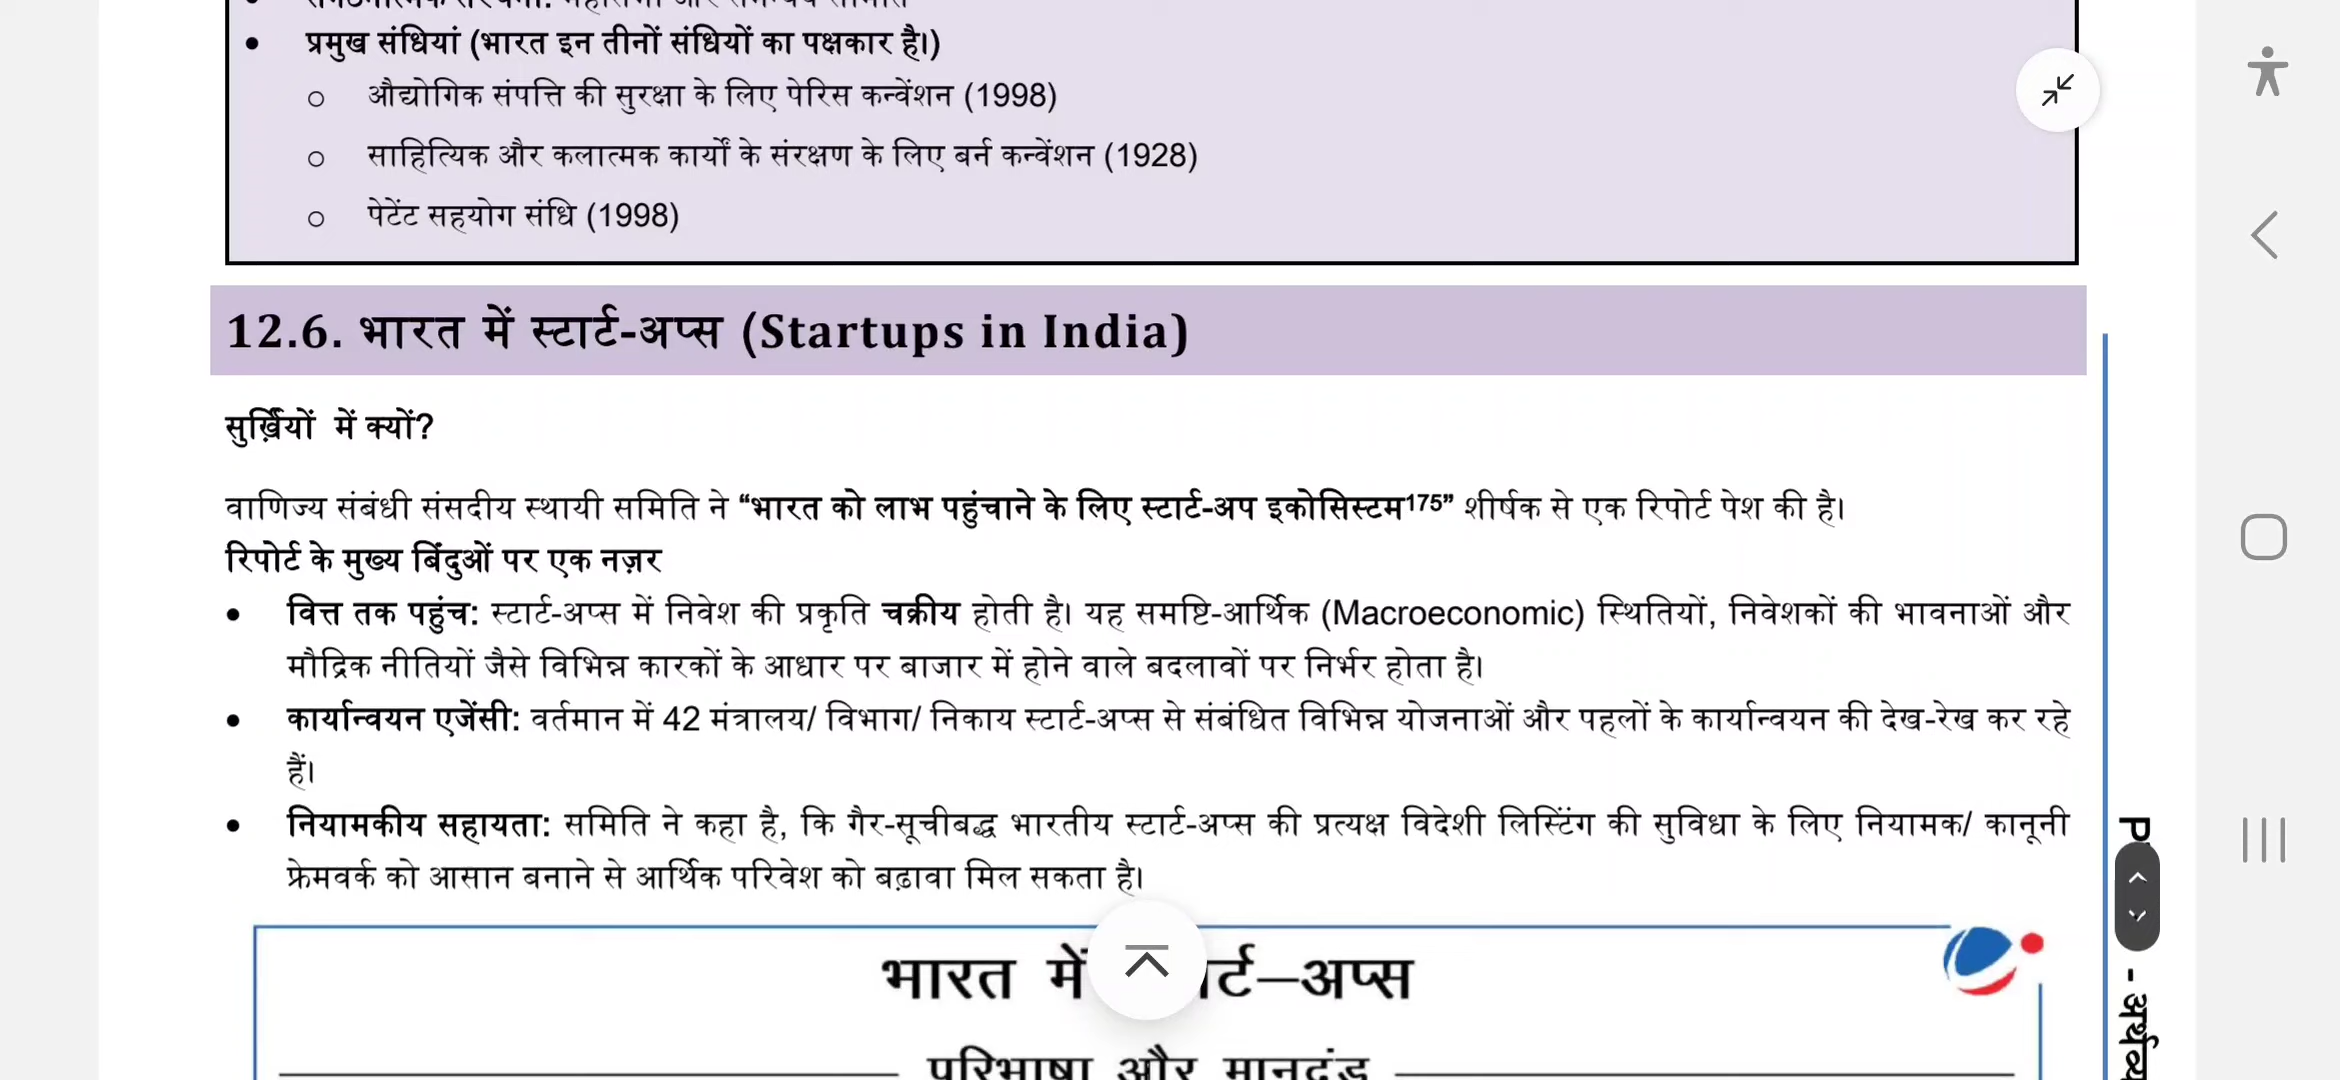 प्रमुख संधियां (भारत इन तीनों संधियों का पक्षकार है।)
औद्योगिक संपत्ति की सुरक्षा के लिए पेरिस कन्वेंशन (1998)
साहित्यिक और कलात्मक कार्यों के संरक्षण के लिए बर्न कन्वेंशन (1928)
पेटेंट सहयोग संधि (1998)
12.6. भारत में स्टार्ट-अप्स (Startups in India)
सुर्ख़ियों में क्यों?
वाणिज्य संबंधी संसदीय स्थायी समिति ने “भारत को लाभ पहुंचाने के लिए स्टार्ट-अप इकोसिस्टम175” शीर्षक से एक रिपोर्ट पेश की है।
रिपोर्ट के मुख्य बिंदुओं पर एक नज़र
वित्त तक पहुंच: स्टार्ट-अप्स में निवेश की प्रकृति चक्रीय होती है। यह समष्टि-आर्थिक (Macroeconomic) स्थितियों, निवेशकों की भावनाओं और
मौद्रिक नीतियों जैसे विभिन्न कारकों के आधार पर बाजार में होने वाले बदलावों पर निर्भर होता है।
कार्यान्वयन एजेंसी: वर्तमान में 42 मंत्रालय/ विभाग/ निकाय स्टार्ट-अप्स से संबंधित विभिन्न योजनाओं और पहलों के कार्यान्वयन की देख-रेख कर रहे
हैं।
नियामकीय सहायता: समिति ने कहा है, कि गैर-सूचीबद्ध भारतीय स्टार्ट-अप्स की प्रत्यक्ष विदेशी लिस्टिंग की सुविधा के लिए नियामक/ कानूनी
फ्रेमवर्क को आसान बनाने से आर्थिक परिवेश को बढ़ावा मिल सकता है।
भारत में र्ट–अप्स
परिभाषा और मानदंड